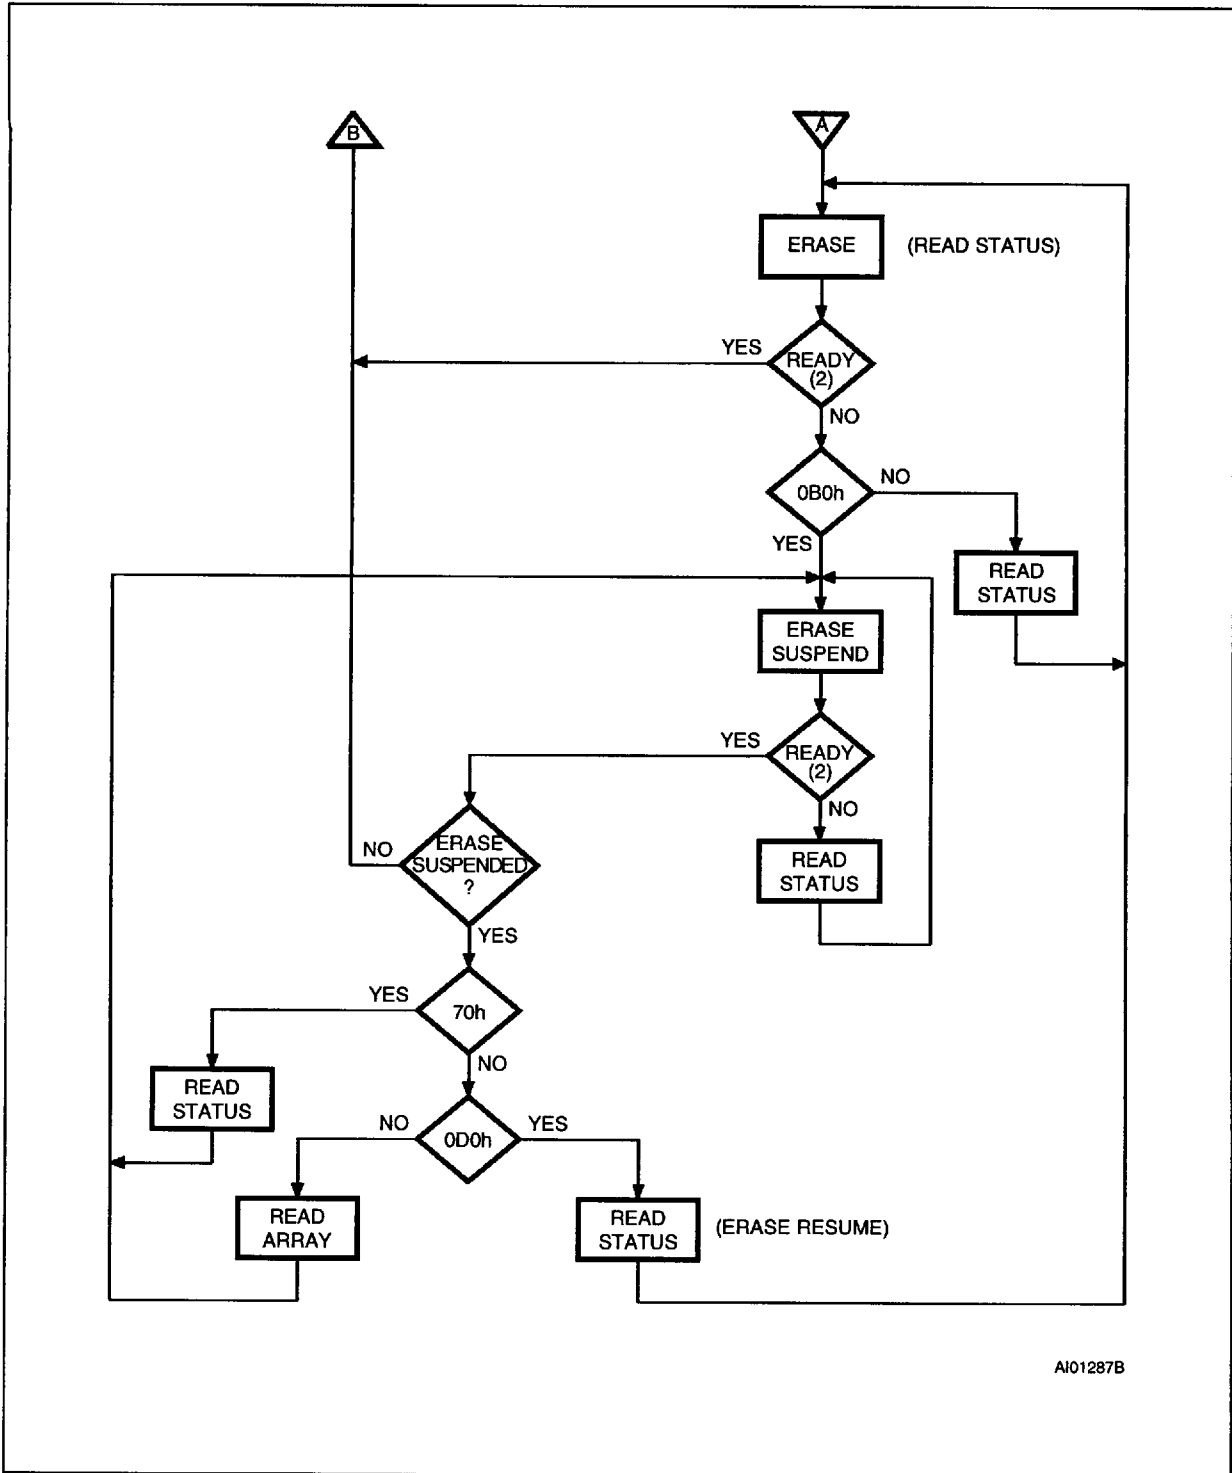 B
A
ERASE
(READ STATUS)
YES
READY
(2)
NO
0B0h
NO
YES
READ
STATUS
ERASE
SUSPEND
YES
READY
(2)
NO
READ
STATUS
NO
ERASE
SUSPENDED
?
YES
YES
70h
NO
READ
STATUS
NO
0D0h
YES
READ
ARRAY
READ
STATUS
(ERASE RESUME)
AI01287B